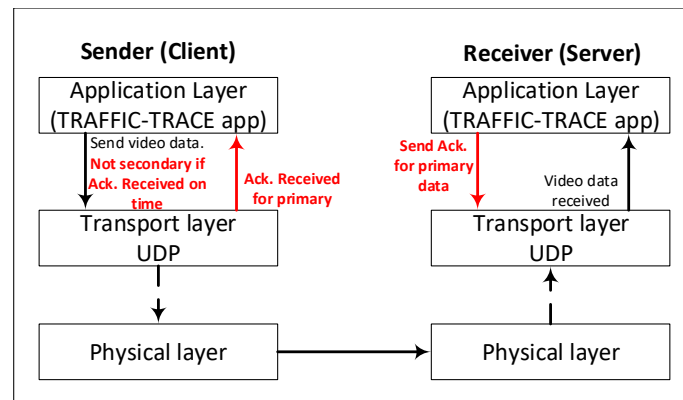 Sender (Client)
Application Layer
(TRAFFIC-TRACE app)
Send video data.
Not secondary if
Ack. Received on
time
Ack. Received
for primary
Transport layer
UDP
Physical layer
Receiver (Server)
Application Layer
(TRAFFIC-TRACE app)
Send Ack.
for primary
data
Video data
received
Transport layer
UDP
Physical layer